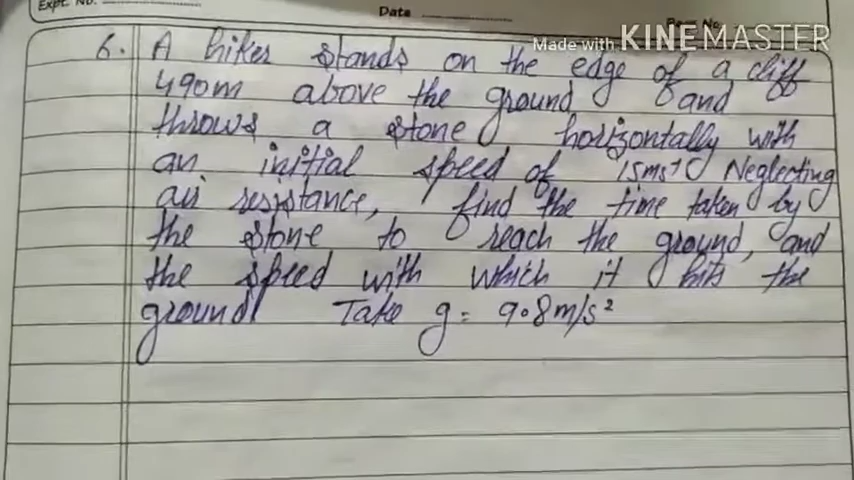 Expt. No.
Date
Page No.
Made with KINEMASTER
6. A hiker stands on the edge of a cliff
490m above the ground and
throws a stone horizontally with
an initial speed of 15ms⁻¹ Neglecting
air resistance, find the time taken by
the stone to reach the ground, and
the speed with which it hits the
ground. Take g = 9.8m/s²